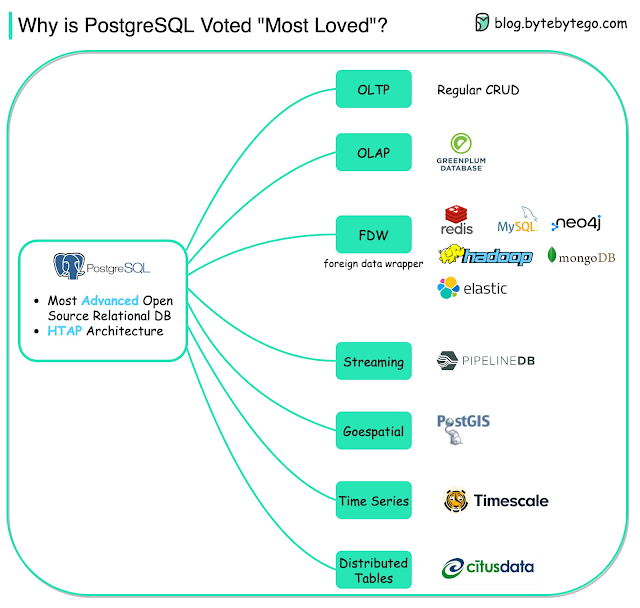 Why is PostgreSQL Voted "Most Loved"?
blog.bytebytego.com
OLTP
Regular CRUD
OLAP
GREENPLUM
DATABASE
FDW
foreign data wrapper
redis
MySQL
neo4j
hadoop
mongoDB
elastic
PostgreSQL
• Most Advanced Open
Source Relational DB
• HTAP Architecture
Streaming
PIPELINEDB
Goespatial
PostGIS
Time Series
Timescale
Distributed
Tables
citusdata